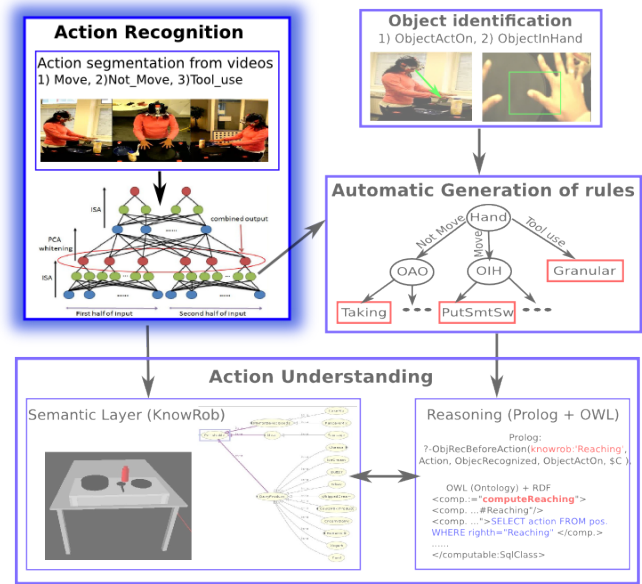 Action Recognition
Action segmentation from videos
1) Move, 2)Not_Move, 3)Tool_use
ISA
combined output
PCA
whitening
ISA
First half of input
Second half of input
Object identification
1) ObjectActOn, 2) ObjectInHand
Automatic Generation of rules
Hand
Not Move
Move
Tool use
OAO
OIH
Granular
Taking
PutSmtSw
Action Understanding
Semantic Layer (KnowRob)
Reasoning (Prolog + OWL)
Prolog:
?-ObjRecBeforeAction(knowrob:'Reaching',
Action, ObjecRecognized, ObjectActOn, $C ).
OWL (Ontology) + RDF
<comp.:="computeReaching">
<comp. ...#Reaching"/>
<comp. ...">SELECT action FROM pos.
WHERE righth="Reaching" </comp.>
......
</computable:SqlClass>